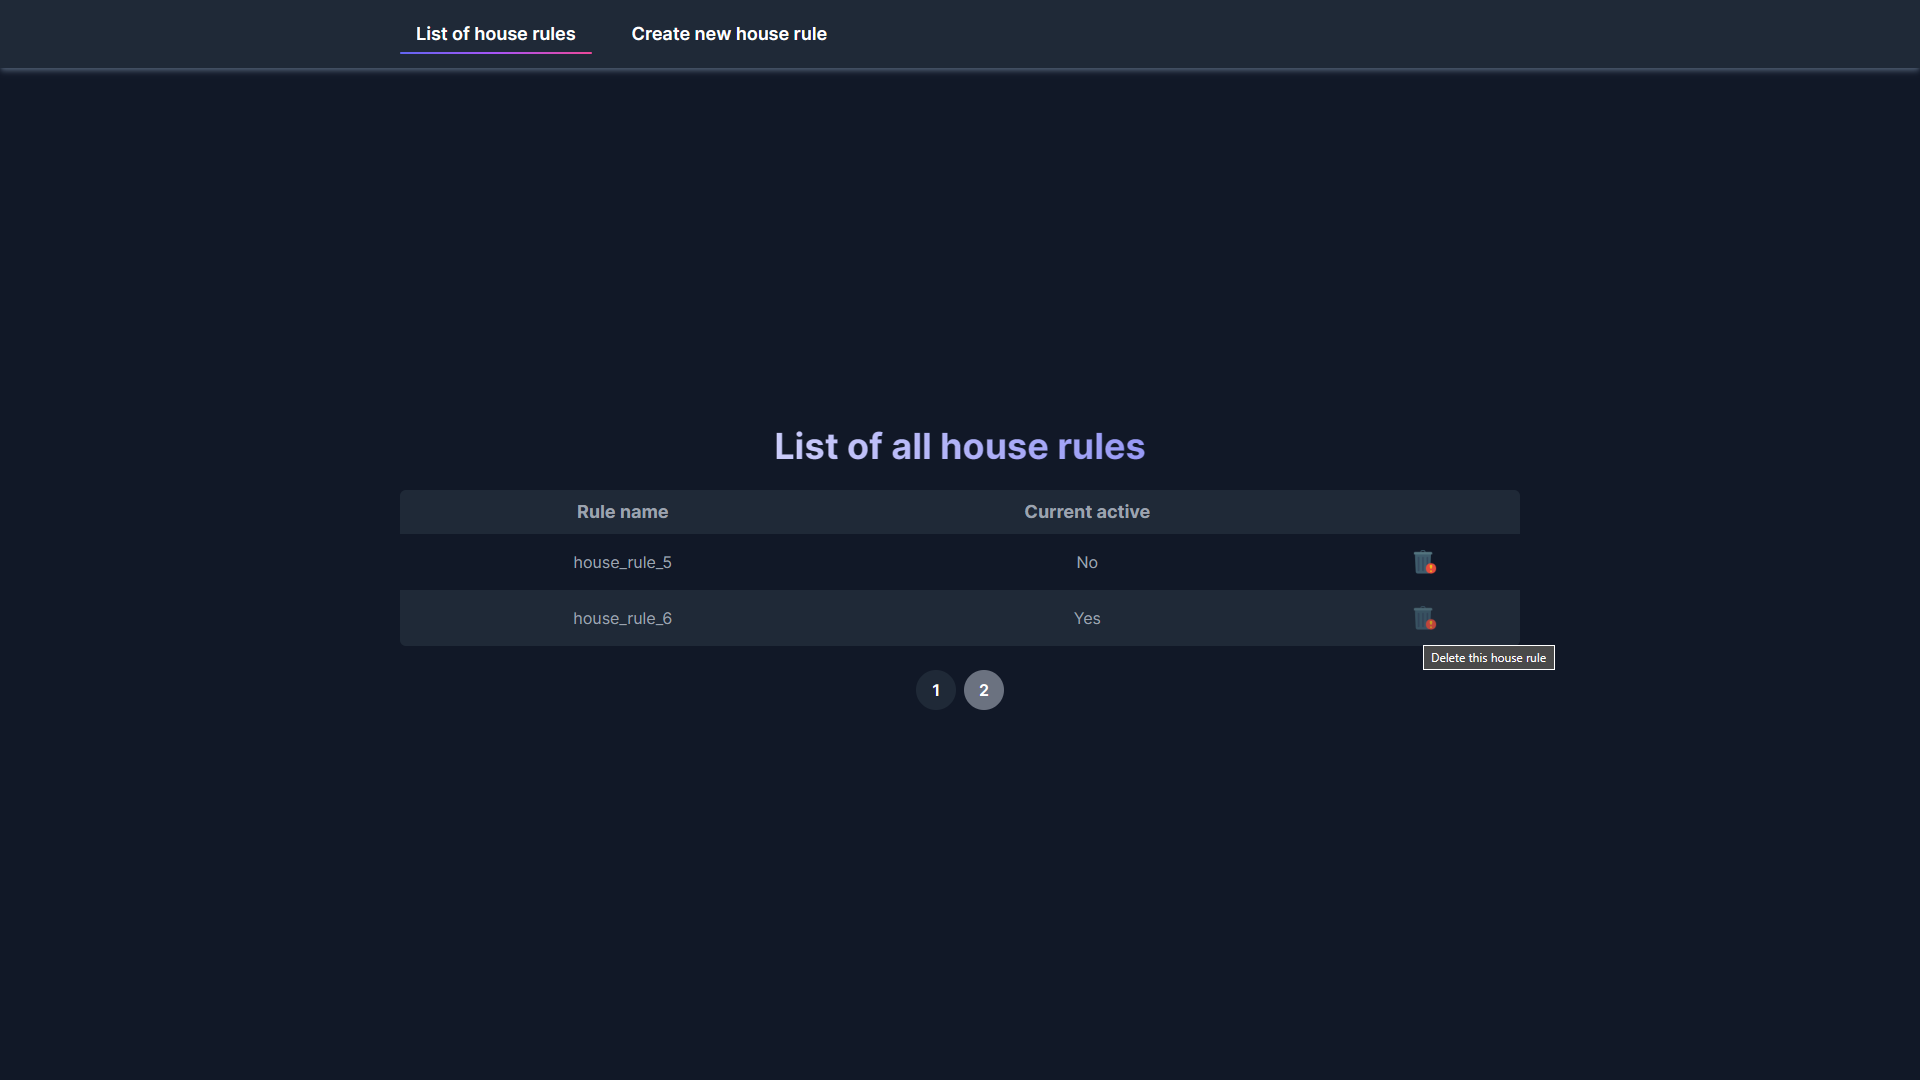 List of house rules Create new house rule
List of all house rules
Rule name Current active
house_rule_5 No
house_rule_6 Yes
Delete this house rule
1 2